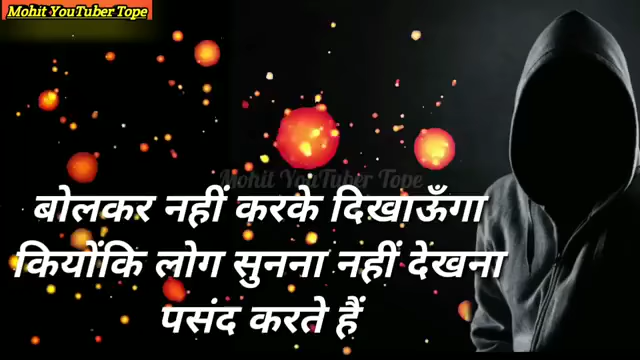 Mohit YouTuber Tope
Mohit YouTuber Tope
बोलकर नहीं करके दिखाऊँगा
कियोंकि लोग सुनना नहीं देखना
पसंद करते हैं